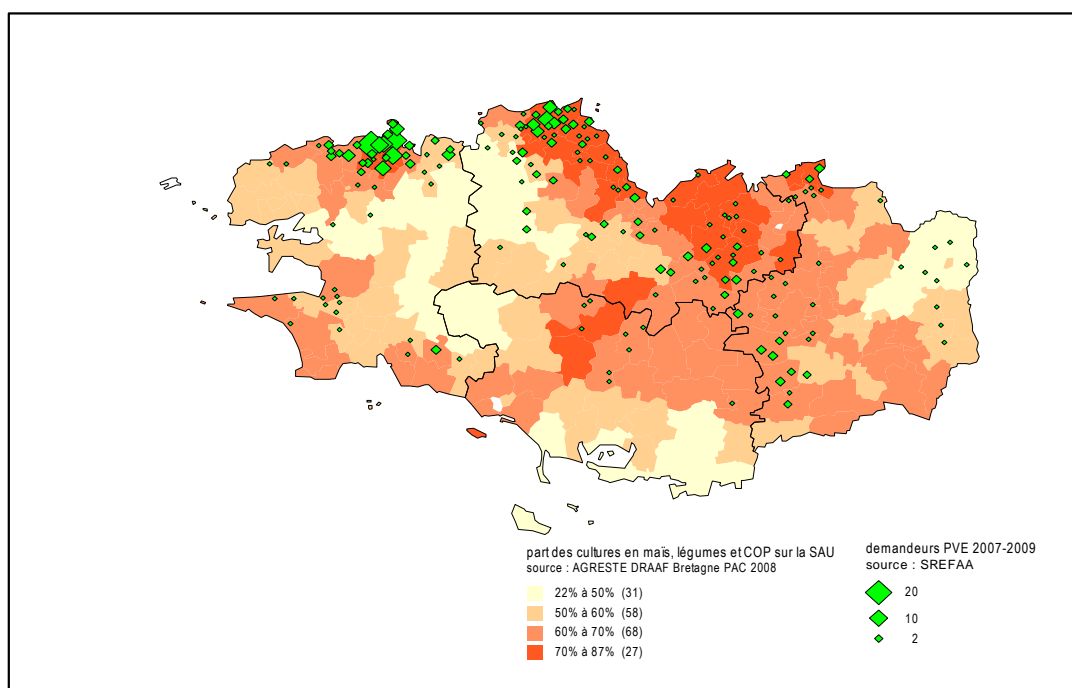 part des cultures en maïs, légumes et COP sur la SAU
source : AGRESTE DRAAF Bretagne PAC 2008
22% à 50% (31)
50% à 60% (58)
60% à 70% (68)
70% à 87% (27)
demandeurs PVE 2007-2009
source : SREFAA
20
10
2